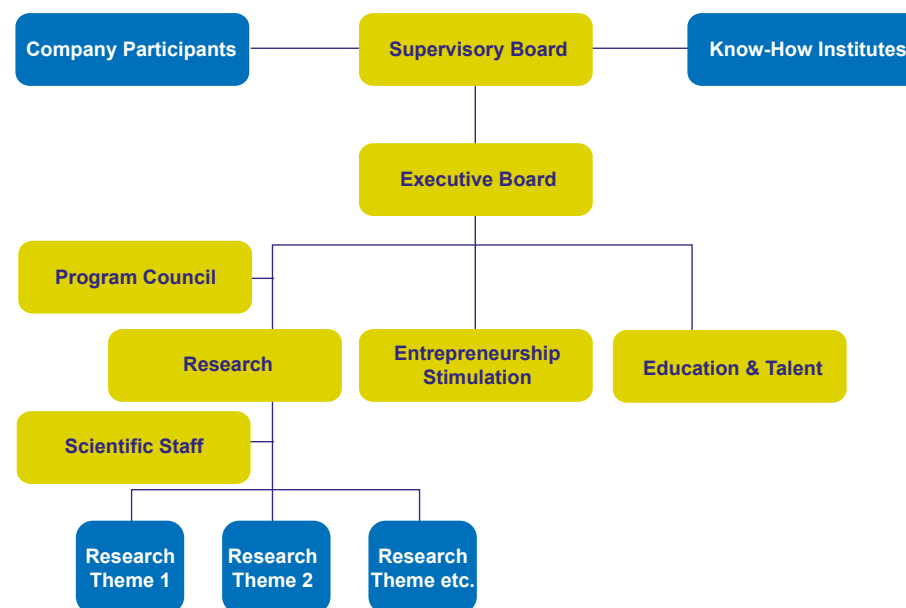 Company Participants
Supervisory Board
Know-How Institutes
Executive Board
Program Council
Research
Entrepreneurship
Stimulation
Education & Talent
Scientific Staff
Research
Theme 1
Research
Theme 2
Research
Theme etc.